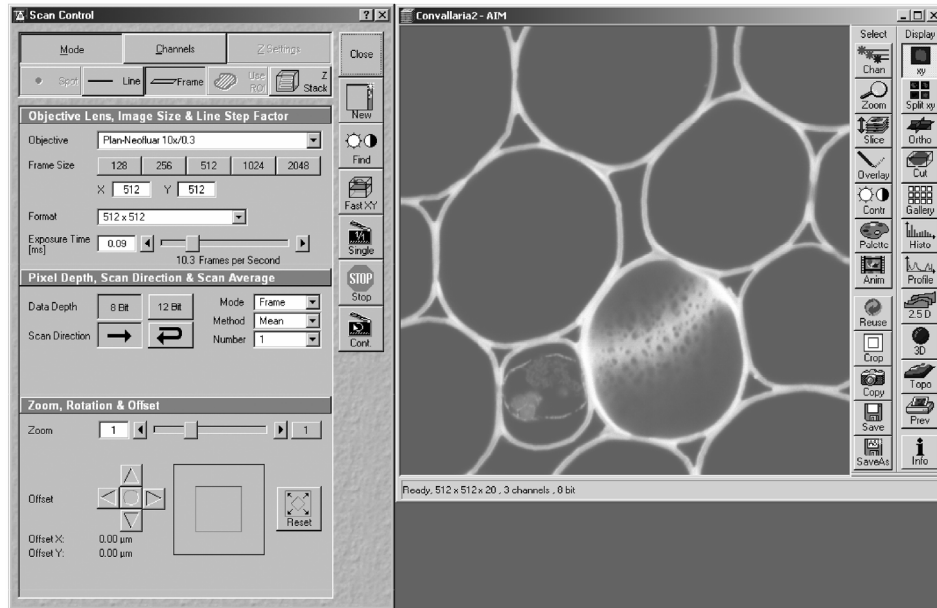 Scan Control
Mode
Channels
Z Settings
Spot
Line
Frame
Use ROI
Z Stack
Objective Lens, Image Size & Line Step Factor
Objective
Plan-Neofluar 10x/0.3
Frame Size
128
256
512
1024
2048
X
512
Y
512
Format
512 x 512
Exposure Time
[ms]
0.09
10.3 Frames per Second
Pixel Depth, Scan Direction & Scan Average
Data Depth
8 Bit
12 Bit
Mode
Frame
Method
Mean
Scan Direction
Number
1
Zoom, Rotation & Offset
Zoom
1
1
Offset
Reset
Offset X:
0.00 µm
Offset Y:
0.00 µm
Close
New
Find
Fast XY
1/1
Single
STOP
Stop
Cont.
Convallaria2 - AIM
Select
Chan
Zoom
Slice
Overlay
Contr
Palette
Anim
Reuse
Crop
Copy
Save
SaveAs
Display
xy
Split xy
Ortho
Cut
Gallery
Histo
Profile
2.5 D
3D
Topo
Prev
Info
Ready, 512 x 512 x 20 , 3 channels , 8 bit